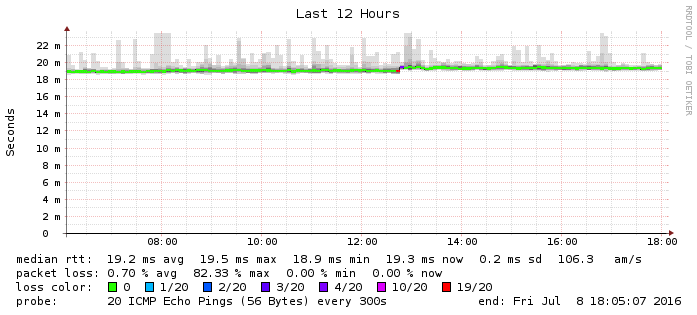 Last 12 Hours
RRDTOOL / TOBI OETIKER
Seconds
22 m
20 m
18 m
16 m
14 m
12 m
10 m
8 m
6 m
4 m
2 m
0
08:00 10:00 12:00 14:00 16:00 18:00
median rtt: 19.2 ms avg 19.5 ms max 18.9 ms min 19.3 ms now 0.2 ms sd 106.3 am/s
packet loss: 0.70 % avg 82.33 % max 0.00 % min 0.00 % now
loss color: 0 1/20 2/20 3/20 4/20 10/20 19/20
probe: 20 ICMP Echo Pings (56 Bytes) every 300s end: Fri Jul 8 18:05:07 2016